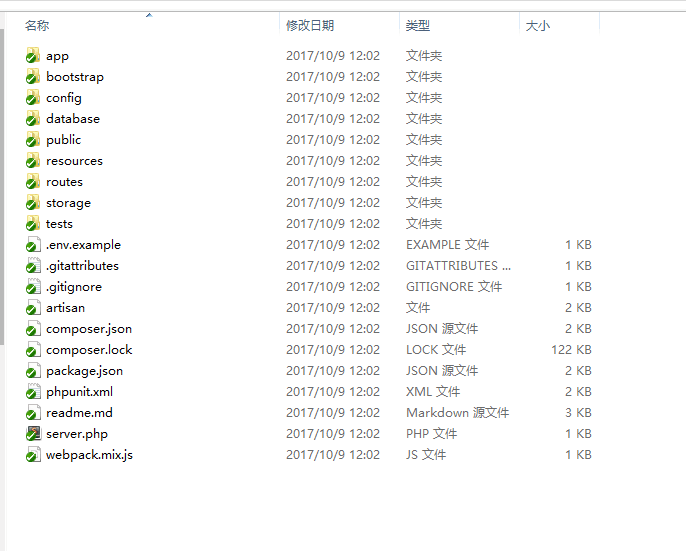 名称 修改日期 类型 大小
app 2017/10/9 12:02 文件夹
bootstrap 2017/10/9 12:02 文件夹
config 2017/10/9 12:02 文件夹
database 2017/10/9 12:02 文件夹
public 2017/10/9 12:02 文件夹
resources 2017/10/9 12:02 文件夹
routes 2017/10/9 12:02 文件夹
storage 2017/10/9 12:02 文件夹
tests 2017/10/9 12:02 文件夹
.env.example 2017/10/9 12:02 EXAMPLE 文件 1 KB
.gitattributes 2017/10/9 12:02 GITATTRIBUTES ... 1 KB
.gitignore 2017/10/9 12:02 GITIGNORE 文件 1 KB
artisan 2017/10/9 12:02 文件 2 KB
composer.json 2017/10/9 12:02 JSON 源文件 2 KB
composer.lock 2017/10/9 12:02 LOCK 文件 122 KB
package.json 2017/10/9 12:02 JSON 源文件 2 KB
phpunit.xml 2017/10/9 12:02 XML 文件 2 KB
readme.md 2017/10/9 12:02 Markdown 源文件 3 KB
server.php 2017/10/9 12:02 PHP 文件 1 KB
webpack.mix.js 2017/10/9 12:02 JS 文件 1 KB